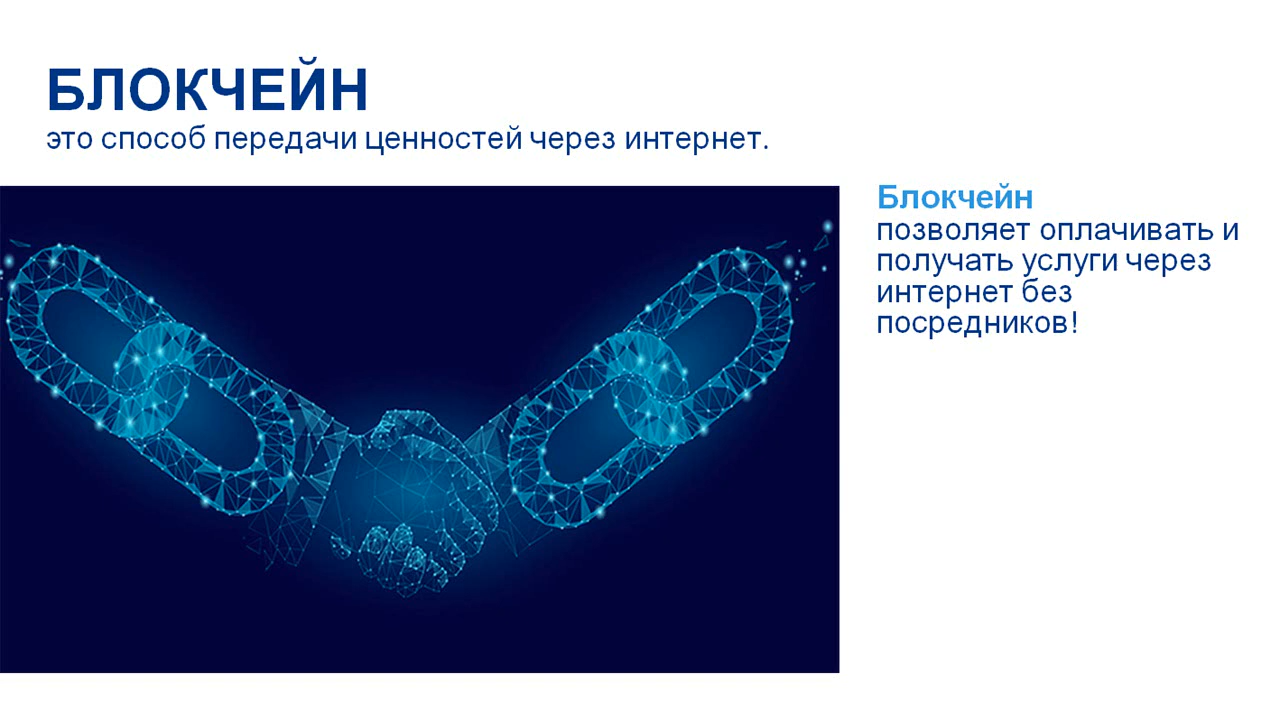 БЛОКЧЕЙН
это способ передачи ценностей через интернет.
Блокчейн
позволяет оплачивать и
получать услуги через
интернет без
посредников!